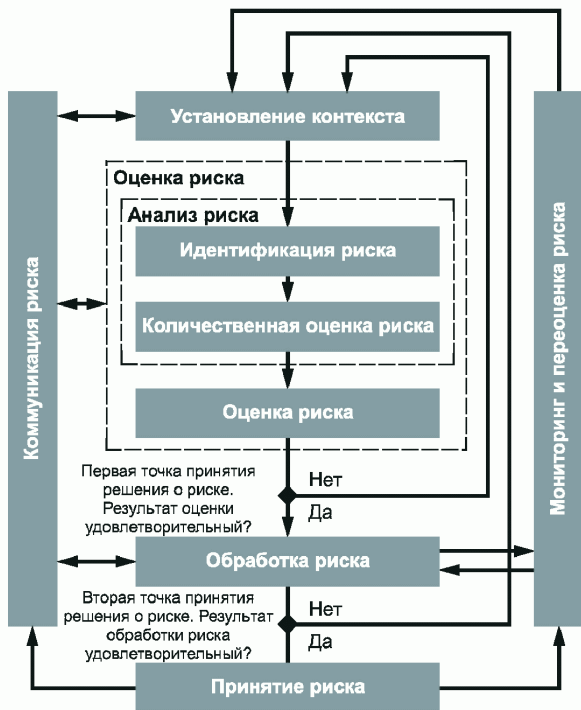 Установление контекста
Оценка риска
Анализ риска
Идентификация риска
Количественная оценка риска
Оценка риска
Первая точка принятия
решения о риске.
Результат оценки
удовлетворительный?
Нет
Да
Обработка риска
Вторая точка принятия
решения о риске. Результат
обработки риска
удовлетворительный?
Нет
Да
Принятие риска
Коммуникация риска
Мониторинг и переоценка риска